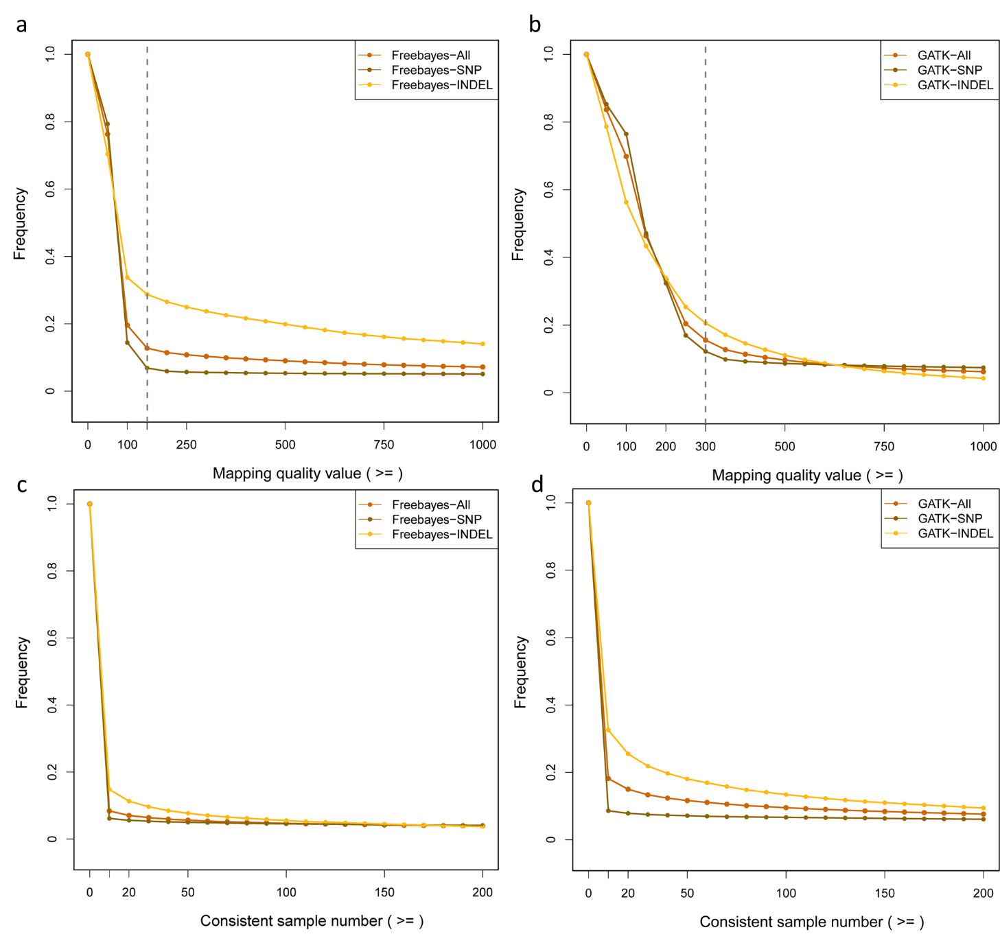 a
Freebayes−All
Freebayes−SNP
Freebayes−INDEL
Frequency
1.0
0.8
0.6
0.4
0.2
0
0 100 250 500 750 1000
Mapping quality value ( >= )
b
GATK−All
GATK−SNP
GATK−INDEL
Frequency
1.0
0.8
0.6
0.4
0.2
0
0 100 200 300 500 750 1000
Mapping quality value ( >= )
c
Freebayes−All
Freebayes−SNP
Freebayes−INDEL
Frequency
1.0
0.8
0.6
0.4
0.2
0
0 20 50 100 150 200
Consistent sample number ( >= )
d
GATK−All
GATK−SNP
GATK−INDEL
Frequency
1.0
0.8
0.6
0.4
0.2
0
0 20 50 100 150 200
Consistent sample number ( >= )